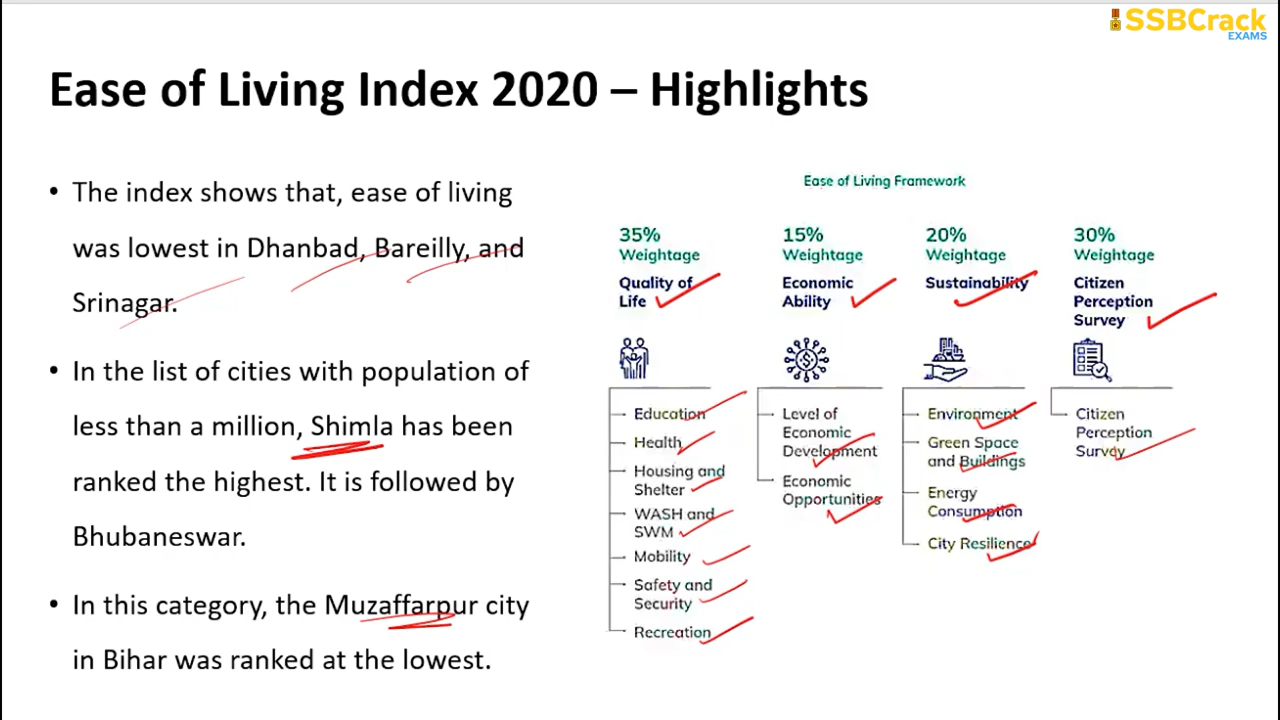 SSBCrack
EXAMS
Ease of Living Index 2020 – Highlights
• The index shows that, ease of living
was lowest in Dhanbad, Bareilly, and
Srinagar.
• In the list of cities with population of
less than a million, Shimla has been
ranked the highest. It is followed by
Bhubaneswar.
• In this category, the Muzaffarpur city
in Bihar was ranked at the lowest.
Ease of Living Framework
35%
Weightage
Quality of
Life
Education
Health
Housing and
Shelter
WASH and
SWM
Mobility
Safety and
Security
Recreation
15%
Weightage
Economic
Ability
Level of
Economic
Development
Economic
Opportunities
20%
Weightage
Sustainability
Environment
Green Space
and Buildings
Energy
Consumption
City Resilience
30%
Weightage
Citizen
Perception
Survey
Citizen
Perception
Survey